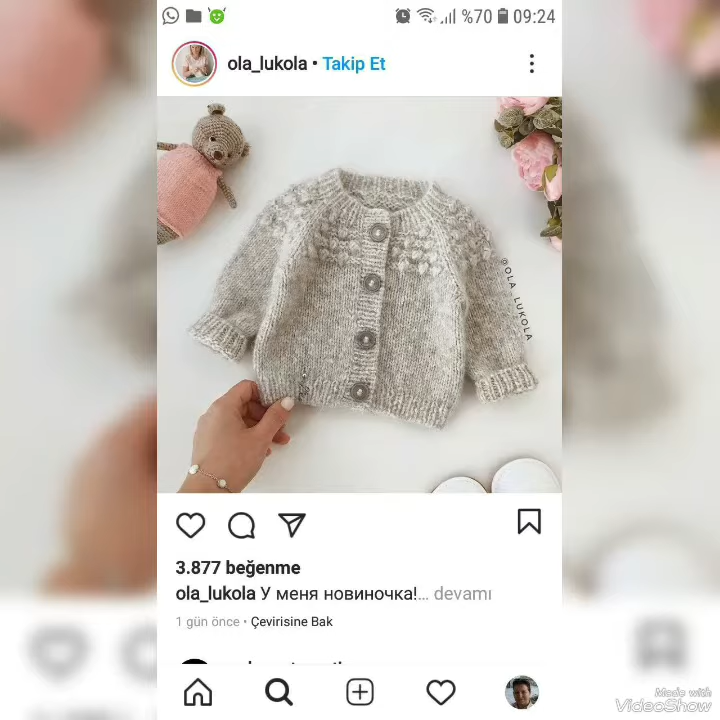 %70 09:24
ola_lukola • Takip Et
@OLA_LUKOLA
3.877 beğenme
ola_lukola У меня новиночка!... devamı
1 gün önce • Çevirisine Bak
Made with
VideoShow